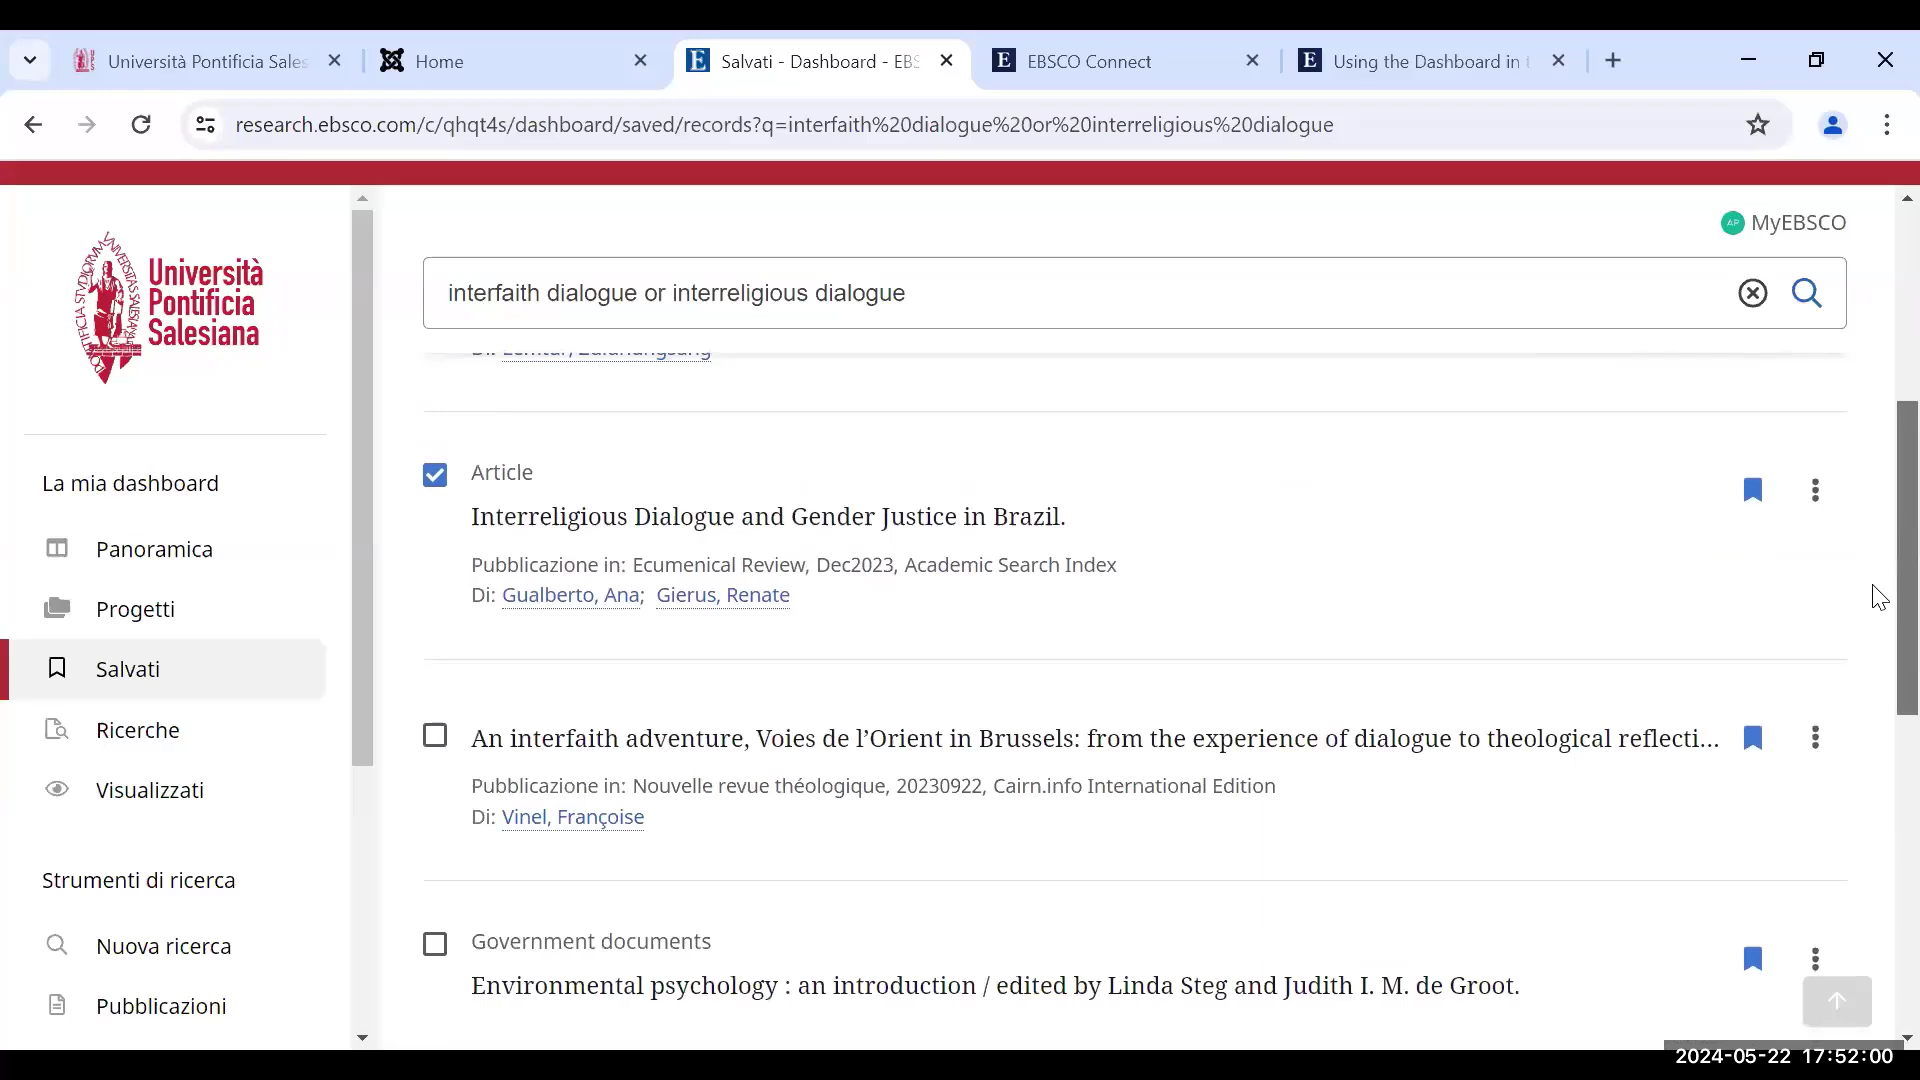 Università Pontificia Sales
Home
Salvati - Dashboard - EBS
EBSCO Connect
Using the Dashboard in
research.ebsco.com/c/qhqt4s/dashboard/saved/records?q=interfaith%20dialogue%20or%20interreligious%20dialogue
MyEBSCO
Università
Pontificia
Salesiana
interfaith dialogue or interreligious dialogue
La mia dashboard
Panoramica
Progetti
Salvati
Ricerche
Visualizzati
Strumenti di ricerca
Nuova ricerca
Pubblicazioni
Article
Interreligious Dialogue and Gender Justice in Brazil.
Pubblicazione in: Ecumenical Review, Dec2023, Academic Search Index
Di: Gualberto, Ana; Gierus, Renate
An interfaith adventure, Voies de l’Orient in Brussels: from the experience of dialogue to theological reflecti...
Pubblicazione in: Nouvelle revue théologique, 20230922, Cairn.info International Edition
Di: Vinel, Françoise
Government documents
Environmental psychology : an introduction / edited by Linda Steg and Judith I. M. de Groot.
2024-05-22 17:52:00